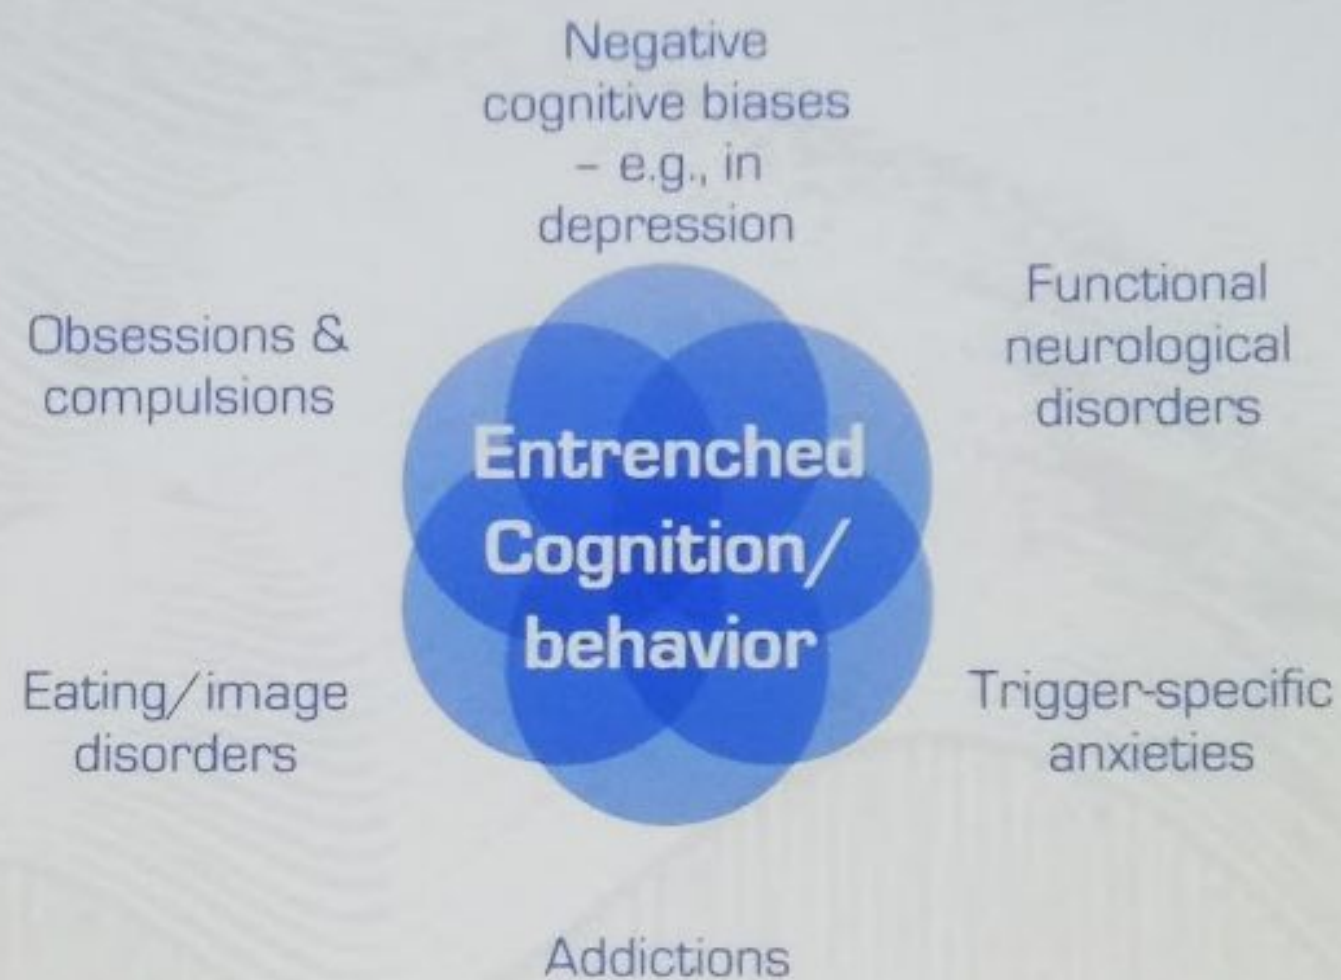 Negative
cognitive biases
– e.g., in
depression
Functional
neurological
disorders
Obsessions &
compulsions
Entrenched
Cognition/
behavior
Eating/image
disorders
Trigger-specific
anxieties
Addictions